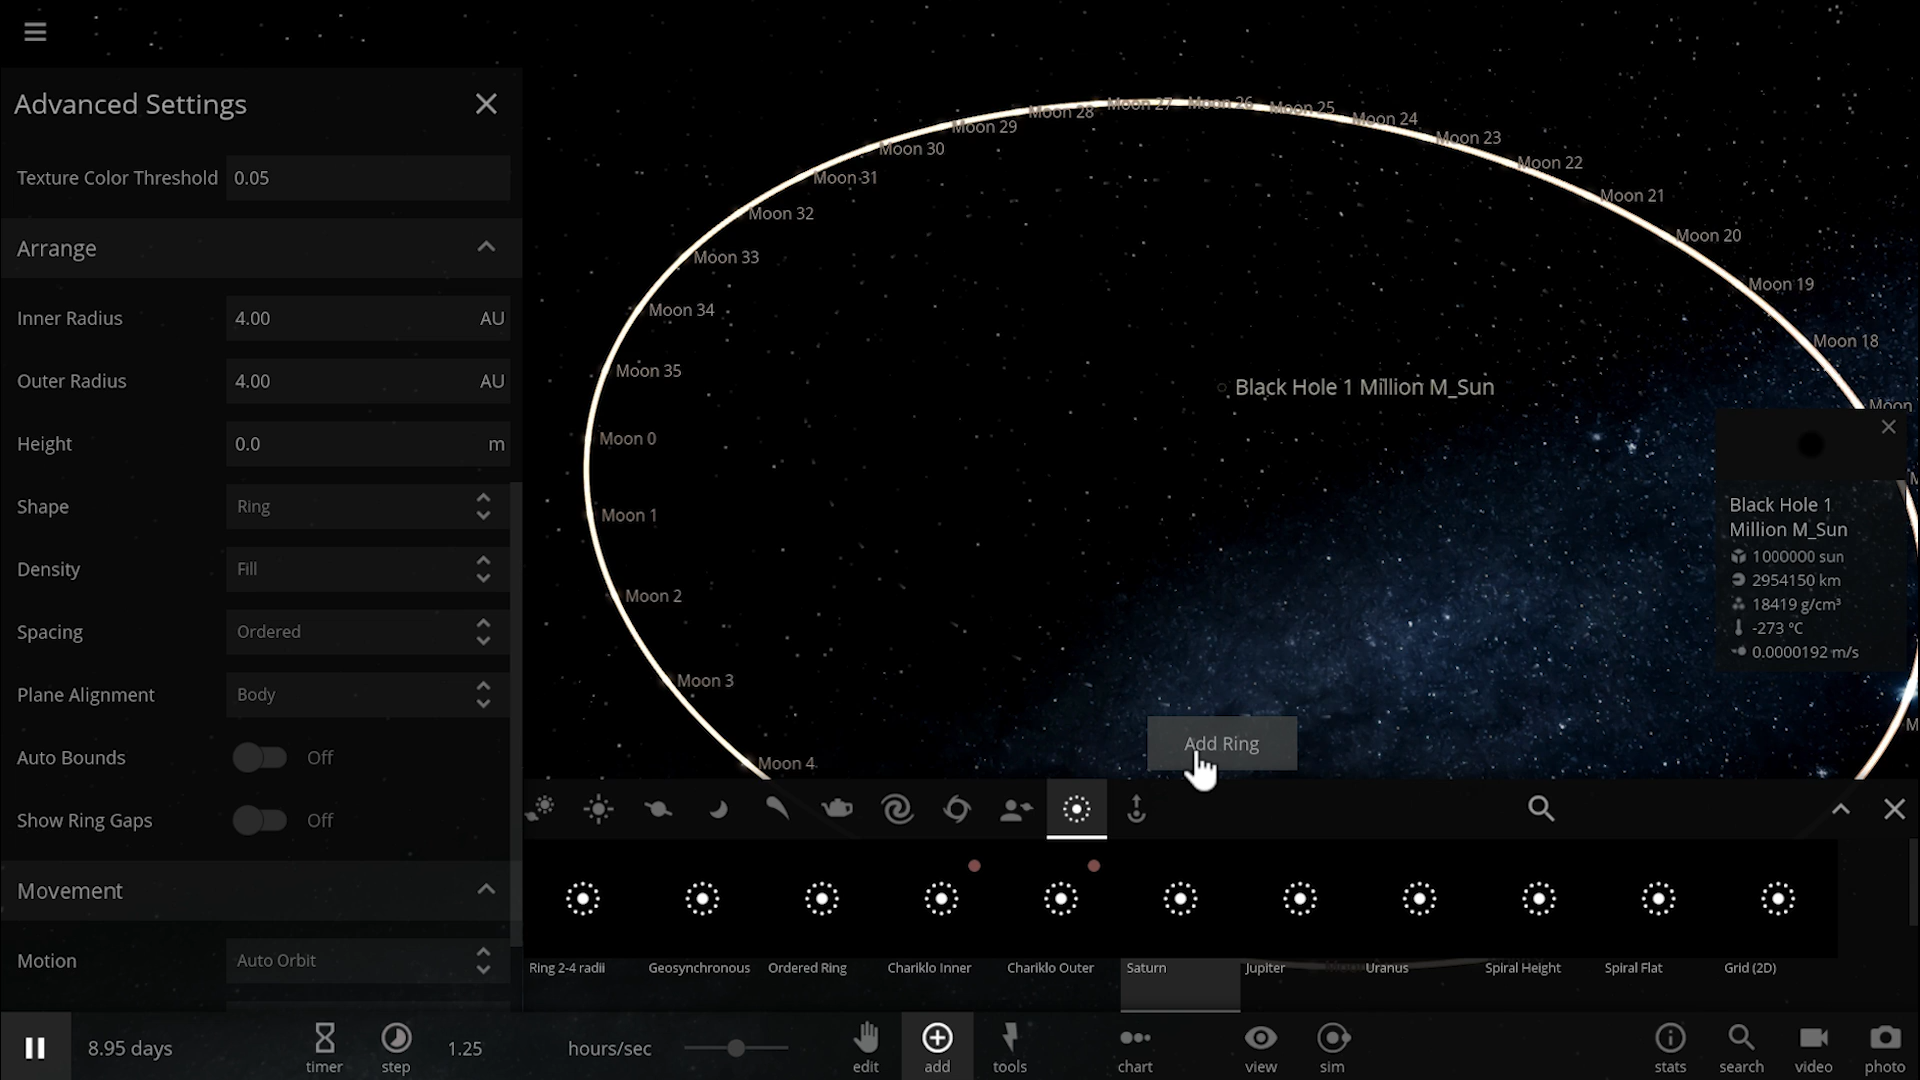 Advanced Settings
Texture Color Threshold 0.05
Arrange
Inner Radius 4.00 AU
Outer Radius 4.00 AU
Height 0.0 m
Shape Ring
Density Fill
Spacing Ordered
Plane Alignment Body
Auto Bounds Off
Show Ring Gaps Off
Movement
Motion Auto Orbit
Moon 27
Moon 26
Moon 25
Moon 28
Moon 24
Moon 29
Moon 23
Moon 30
Moon 22
Moon 31
Moon 21
Moon 32
Moon 20
Moon 33
Moon 19
Moon 34
Moon 18
Moon 35
Black Hole 1 Million M_Sun
Moon
Moon 0
Moon 1
Moon 2
Moon 3
Moon 4
Black Hole 1
Million M_Sun
1000000 sun
2954150 km
18419 g/cm³
-273 °C
0.0000192 m/s
Add Ring
Ring 2-4 radii Geosynchronous Ordered Ring Chariklo Inner Chariklo Outer Saturn Jupiter Uranus Spiral Height Spiral Flat Grid (2D)
8.95 days timer step 1.25 hours/sec edit add tools chart view sim stats search video photo